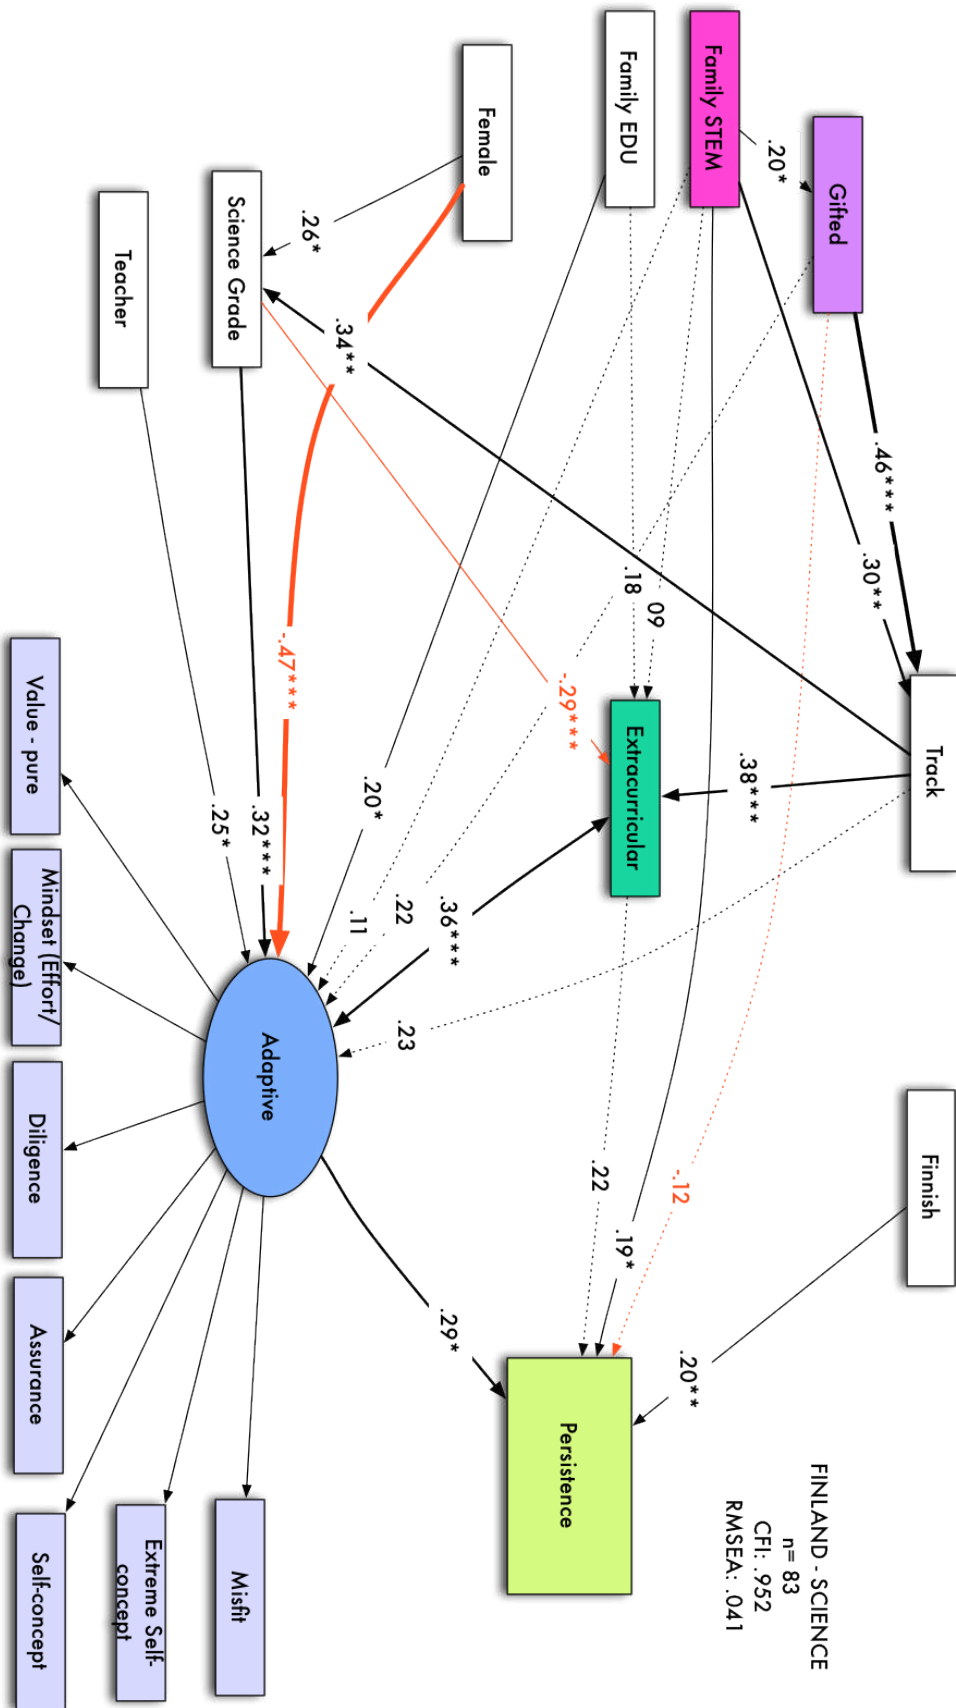 FINLAND - SCIENCE
n= 83
CFI: .952
RMSEA: .041
Track
Finnish
Gifted
.46***
.30**
.20*
Family STEM
Family EDU
.38***
-.12
.20**
09
.18
Extracurricular
.19*
.22
Persistence
Female
-.29***
.36***
.29*
.26*
.34**
.20*
.22
.11
.23
Science Grade
-.47***
.32***
.25*
Adaptive
Teacher
Misfit
Extreme Self-
concept
Value - pure
Mindset (Effort/
Change)
Diligence
Assurance
Self-concept